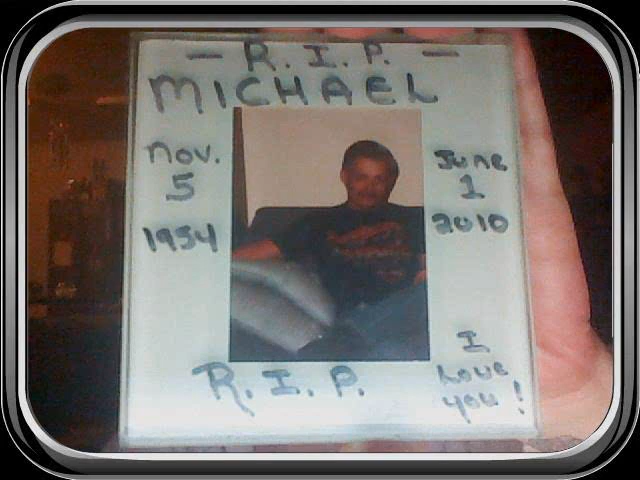 — R. I. P. —
MICHAEL
Nov.
5
1954
June
1
2010
R. I. P.
I
Love
you!